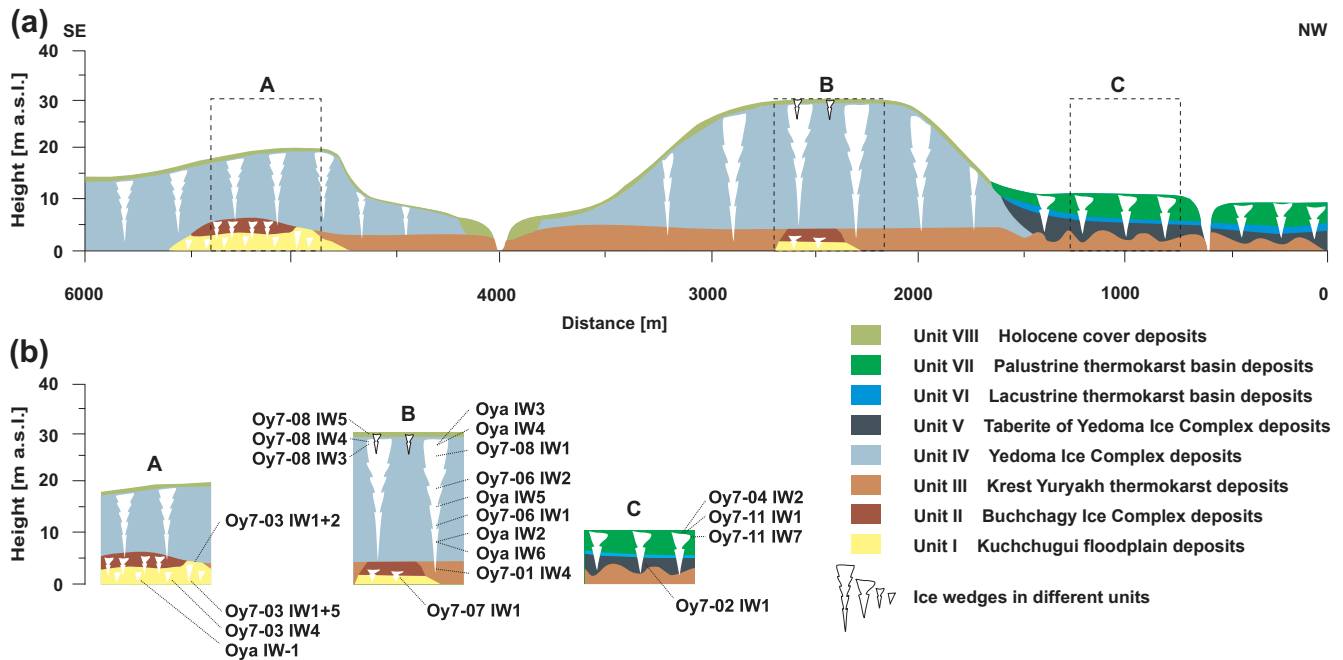 (a)
SE
NW
Height [m a.s.l.]
40
30
20
10
0
A
B
C
6000
4000
3000
2000
1000
0
Distance [m]
(b)
Height [m a.s.l.]
40
30
20
10
0
A
Oy7-03 IW1+2
Oy7-03 IW1+5
Oy7-03 IW4
Oya IW-1
B
Oy7-08 IW5
Oy7-08 IW4
Oy7-08 IW3
Oya IW3
Oya IW4
Oy7-08 IW1
Oy7-06 IW2
Oya IW5
Oy7-06 IW1
Oya IW2
Oya IW6
Oy7-01 IW4
Oy7-07 IW1
C
Oy7-04 IW2
Oy7-11 IW1
Oy7-11 IW7
Oy7-02 IW1
Unit VIII Holocene cover deposits
Unit VII Palustrine thermokarst basin deposits
Unit VI Lacustrine thermokarst basin deposits
Unit V Taberite of Yedoma Ice Complex deposits
Unit IV Yedoma Ice Complex deposits
Unit III Krest Yuryakh thermokarst deposits
Unit II Buchchagy Ice Complex deposits
Unit I Kuchchugui floodplain deposits
Ice wedges in different units